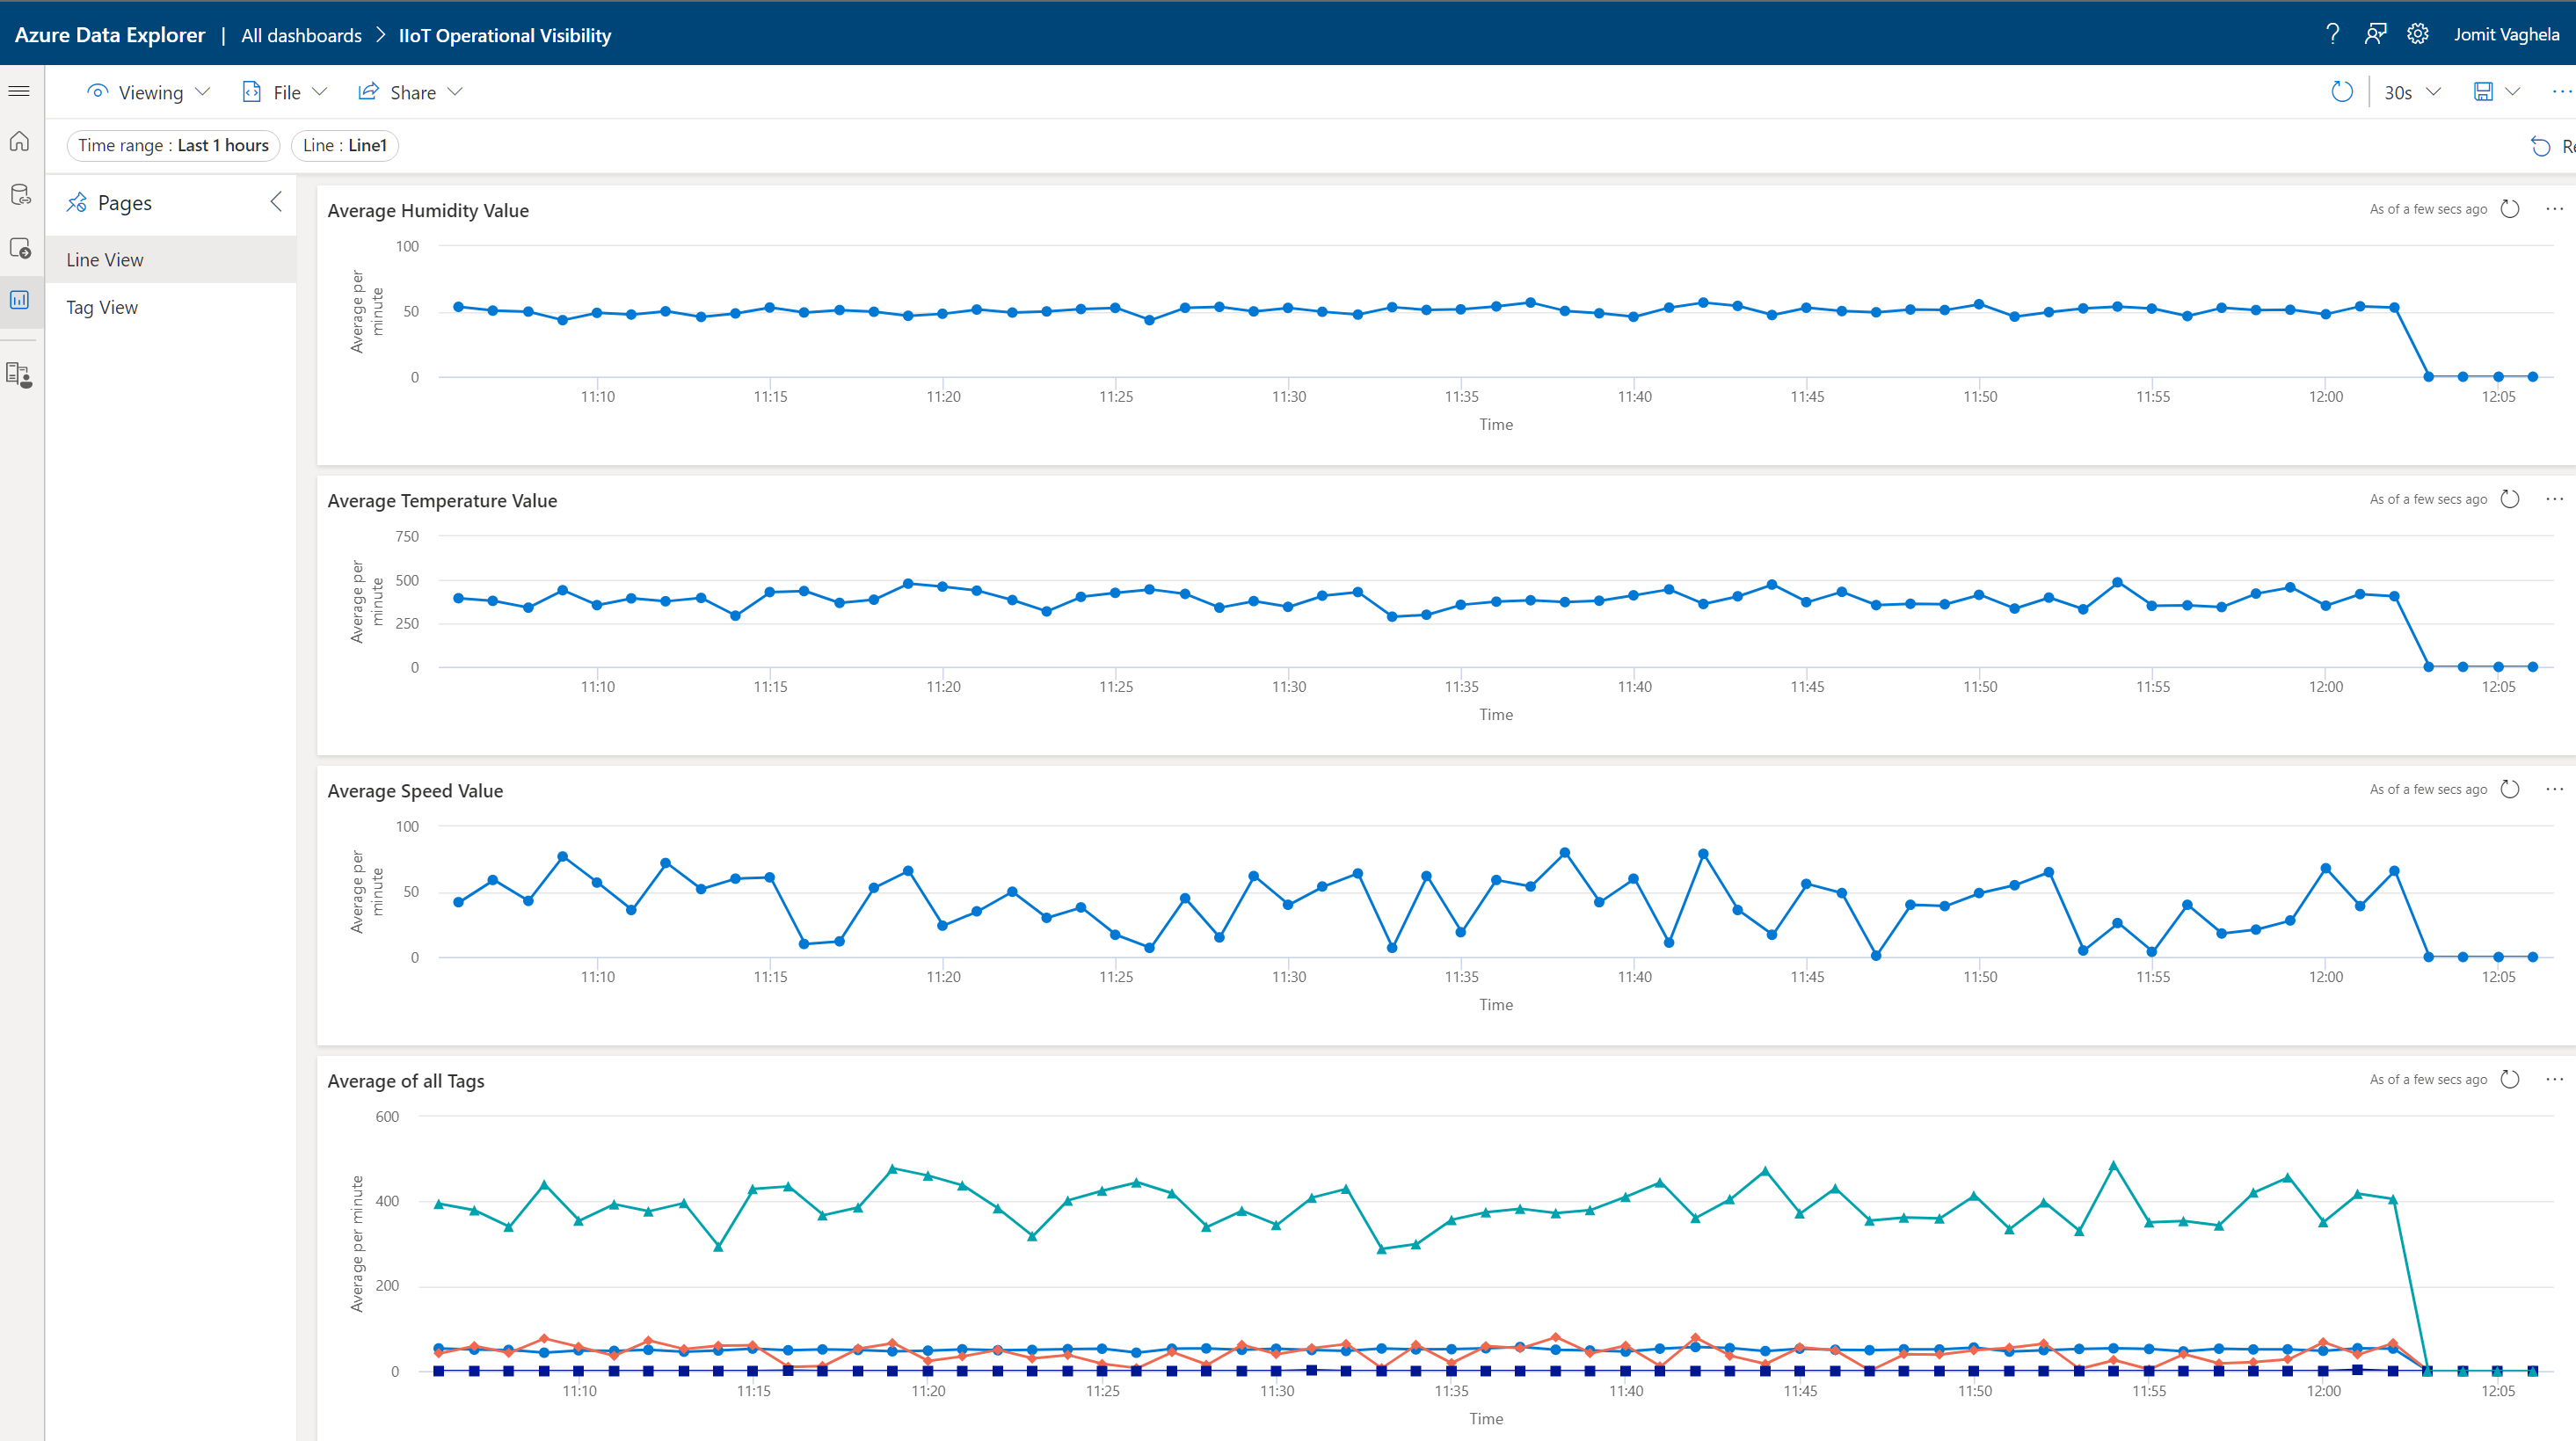 Azure Data Explorer | All dashboards > IIoT Operational Visibility
Jomit Vaghela
Viewing File Share
30s
Time range : Last 1 hours Line : Line1
Re
Pages
Line View
Tag View
Average Humidity Value
As of a few secs ago
Average per
minute
100
50
0
11:10 11:15 11:20 11:25 11:30 11:35 11:40 11:45 11:50 11:55 12:00 12:05
Time
Average Temperature Value
As of a few secs ago
Average per
minute
750
500
250
0
11:10 11:15 11:20 11:25 11:30 11:35 11:40 11:45 11:50 11:55 12:00 12:05
Time
Average Speed Value
As of a few secs ago
Average per
minute
100
50
0
11:10 11:15 11:20 11:25 11:30 11:35 11:40 11:45 11:50 11:55 12:00 12:05
Time
Average of all Tags
As of a few secs ago
Average per minute
600
400
200
0
11:10 11:15 11:20 11:25 11:30 11:35 11:40 11:45 11:50 11:55 12:00 12:05
Time